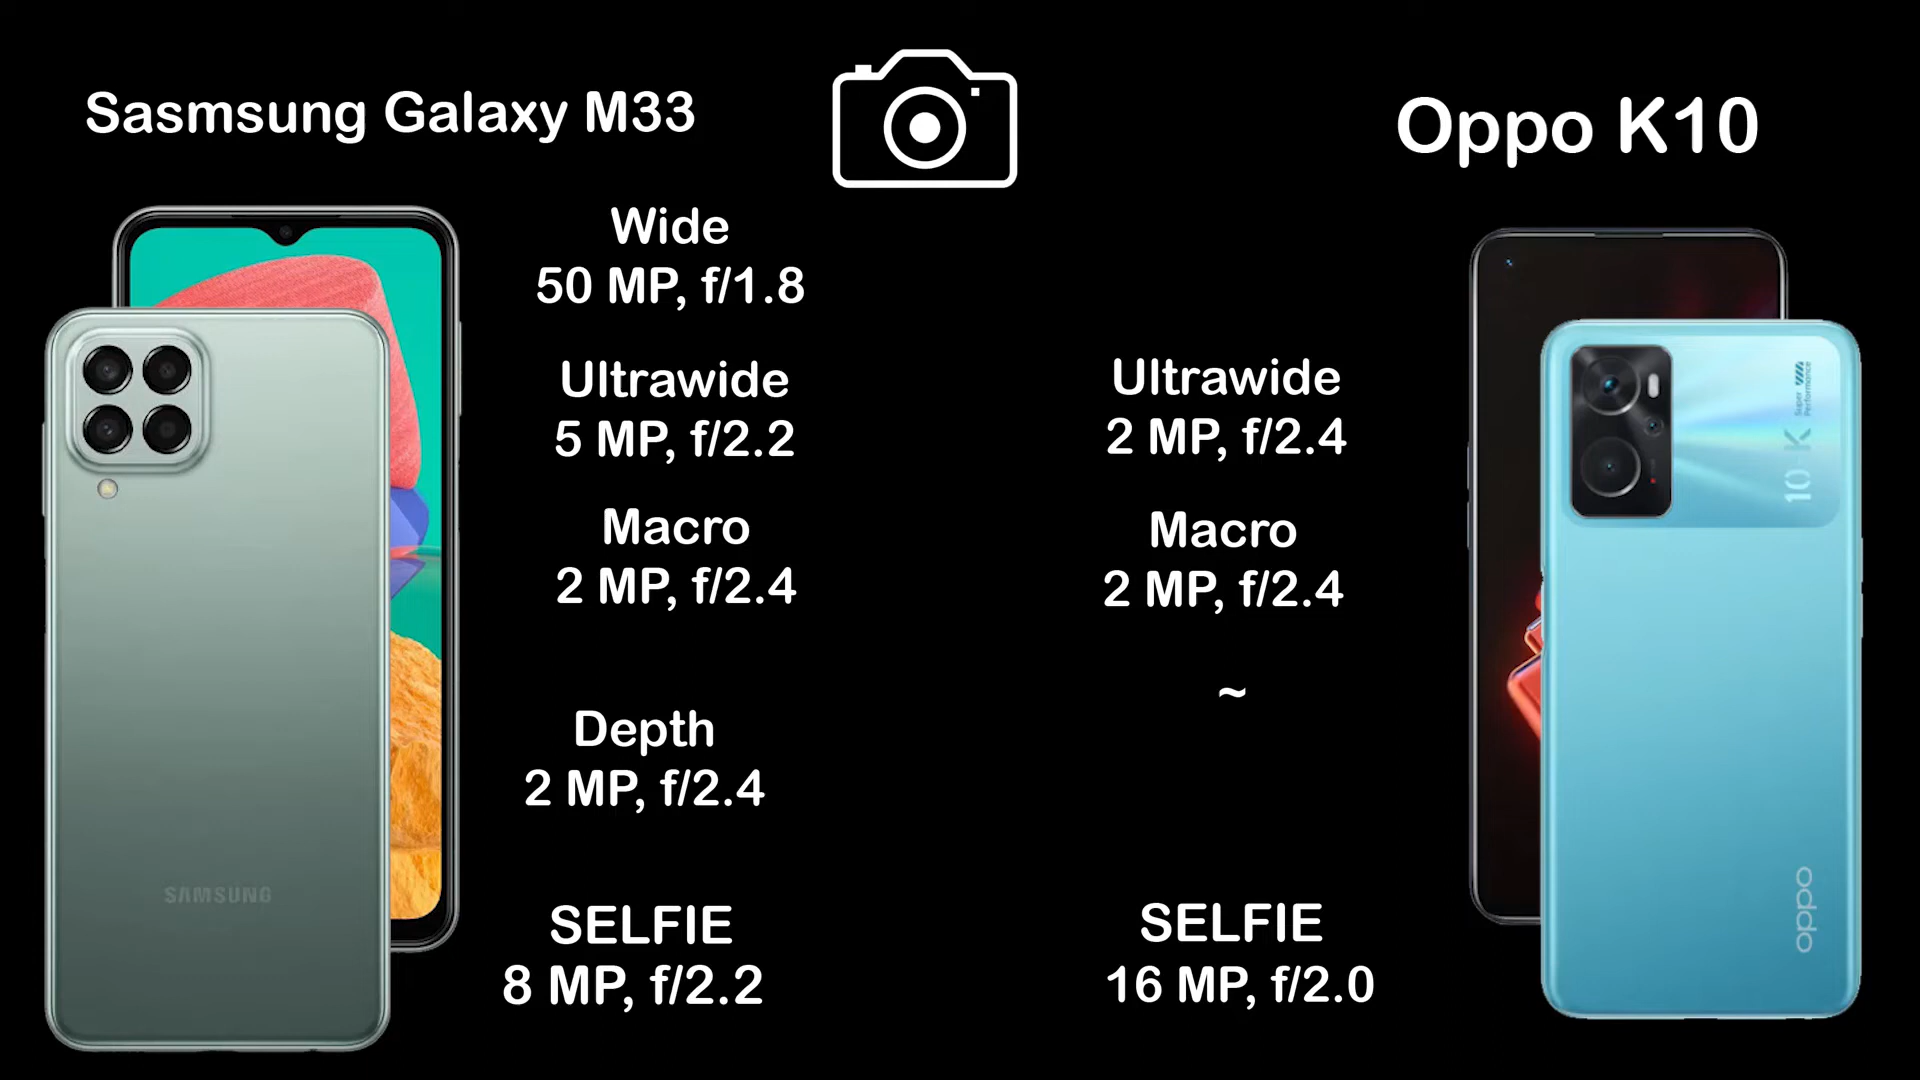 Sasmsung Galaxy M33
Oppo K10
Wide
50 MP, f/1.8
Ultrawide
5 MP, f/2.2
Macro
2 MP, f/2.4
Depth
2 MP, f/2.4
SELFIE
8 MP, f/2.2
Ultrawide
2 MP, f/2.4
Macro
2 MP, f/2.4
~
SELFIE
16 MP, f/2.0
SAMSUNG
Super
Performance
10 K
oppo